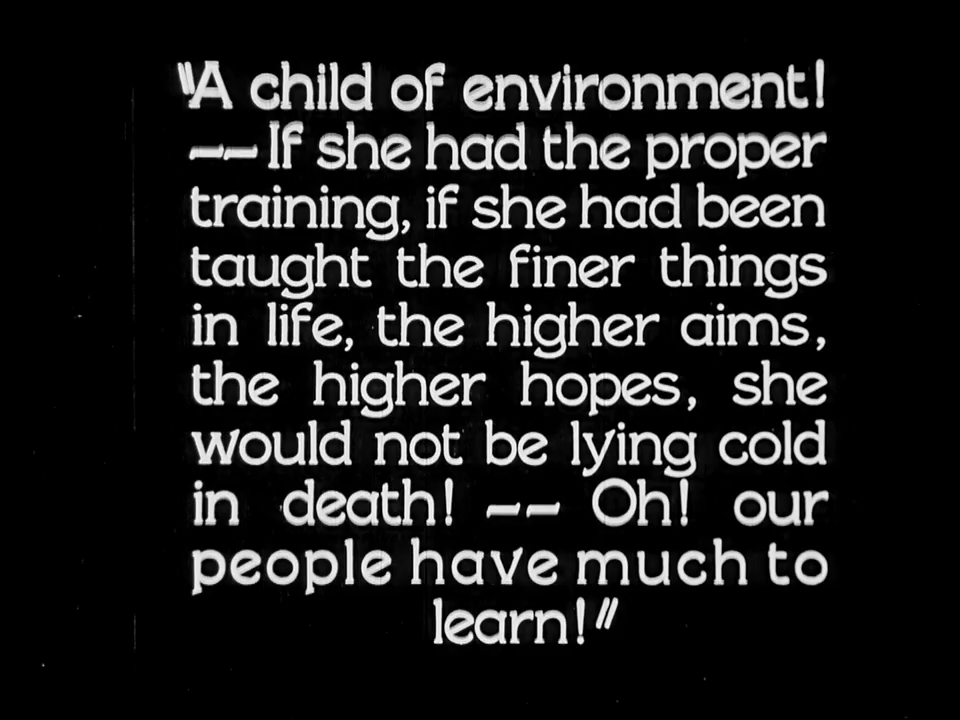 "A child of environment!
-- If she had the proper
training, if she had been
taught the finer things
in life, the higher aims,
the higher hopes, she
would not be lying cold
in death! -- Oh! our
people have much to
learn!"